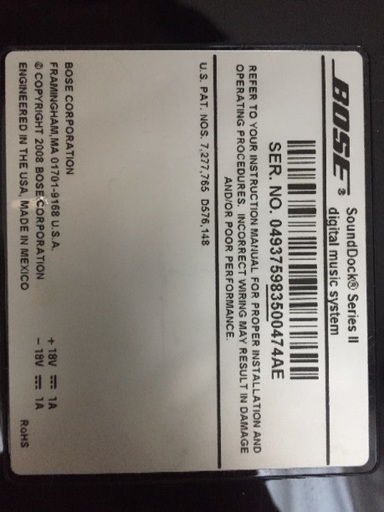 BOSE®
SoundDock® Series II
digital music system
SER. NO. 049375983500474AE
REFER TO YOUR INSTRUCTION MANUAL FOR PROPER INSTALLATION AND
OPERATING PROCEDURES. INCORRECT WIRING MAY RESULT IN DAMAGE
AND/OR POOR PERFORMANCE.
U.S. PAT. NOS. 7,277,765 D576,148
BOSE CORPORATION
FRAMINGHAM, MA 01701-9168 U.S.A.
© COPYRIGHT 2008 BOSE CORPORATION
ENGINEERED IN THE USA, MADE IN MEXICO
+ 18V ⎓ 1A
− 18V ⎓ 1A
RoHS